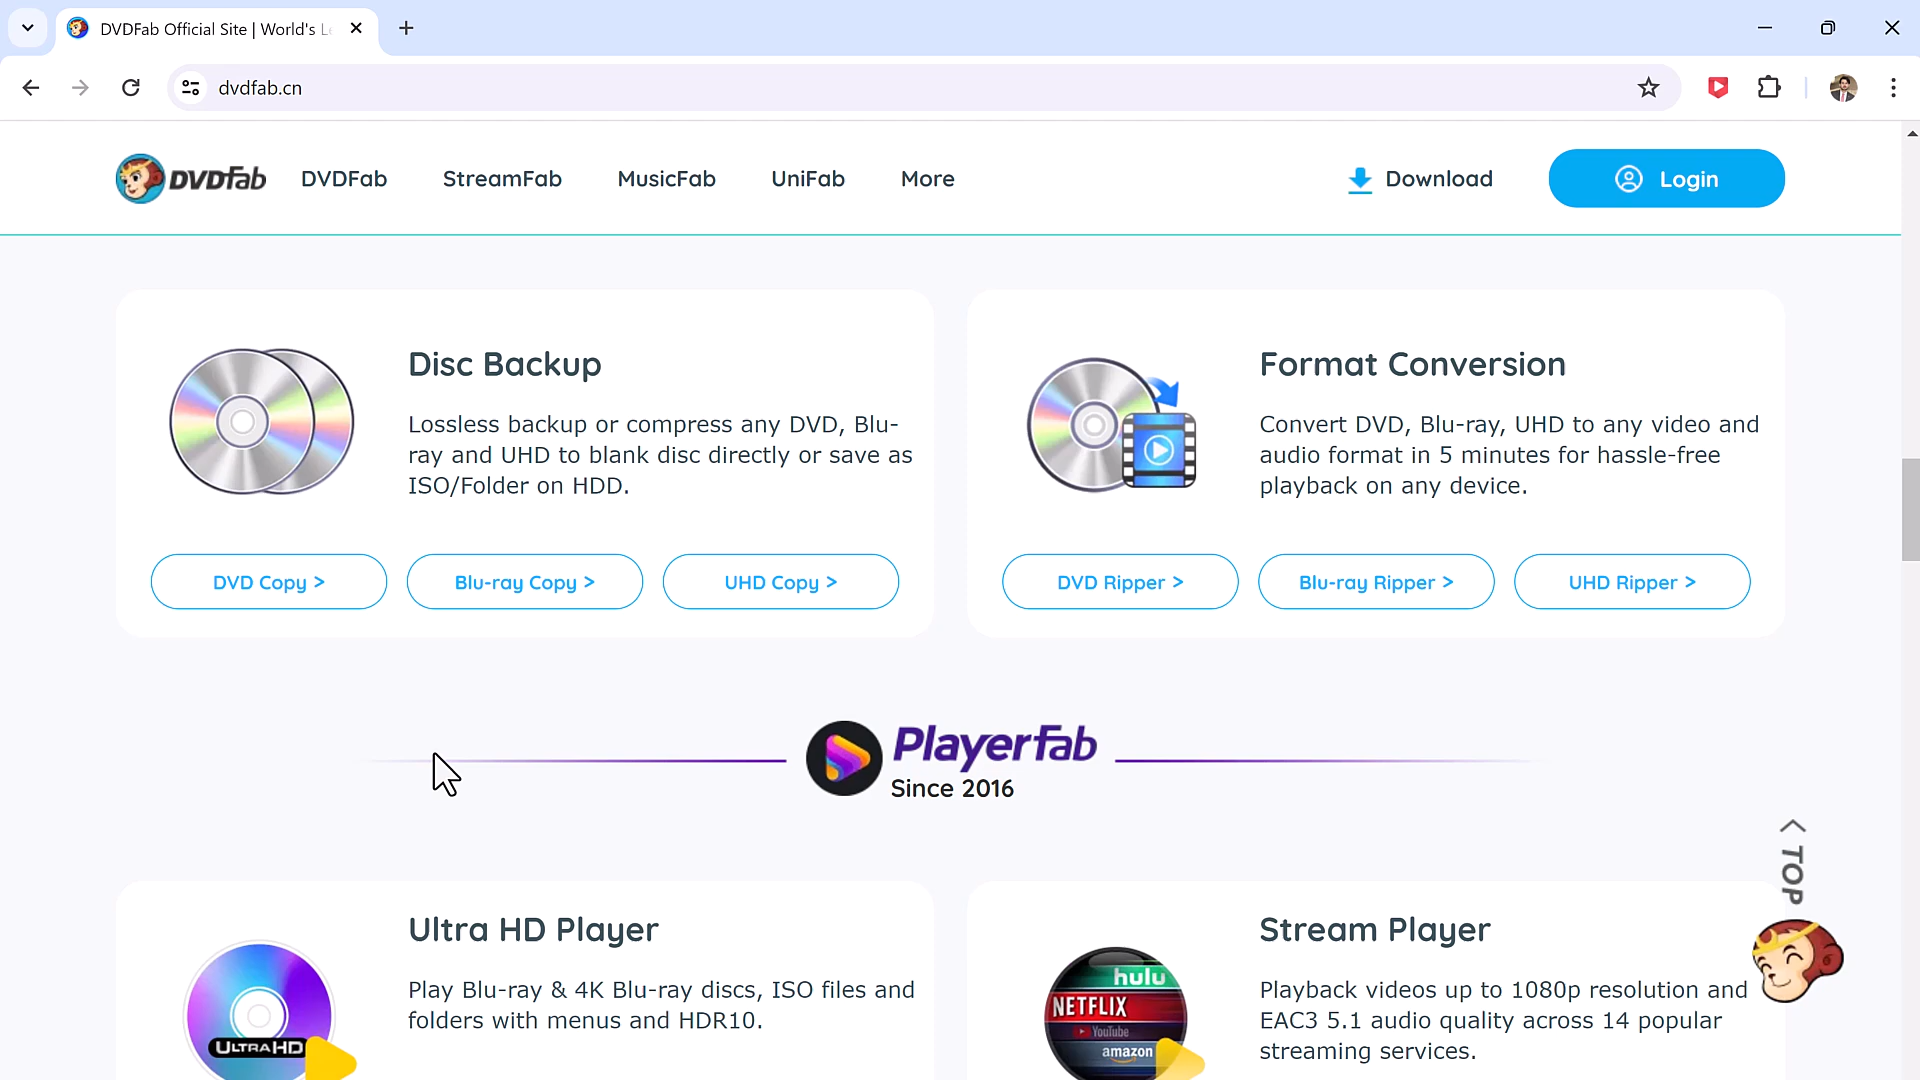 DVDFab Official Site | World's Le
dvdfab.cn
DVDFab
DVDFab
StreamFab
MusicFab
UniFab
More
Download
Login
Disc Backup
Lossless backup or compress any DVD, Blu-
ray and UHD to blank disc directly or save as
ISO/Folder on HDD.
DVD Copy >
Blu-ray Copy >
UHD Copy >
Format Conversion
Convert DVD, Blu-ray, UHD to any video and
audio format in 5 minutes for hassle-free
playback on any device.
DVD Ripper >
Blu-ray Ripper >
UHD Ripper >
PlayerFab
Since 2016
TOP
Ultra HD Player
Play Blu-ray & 4K Blu-ray discs, ISO files and
folders with menus and HDR10.
ULTRA HD
Stream Player
Playback videos up to 1080p resolution and
EAC3 5.1 audio quality across 14 popular
streaming services.
hulu
NETFLIX
YouTube
amazon